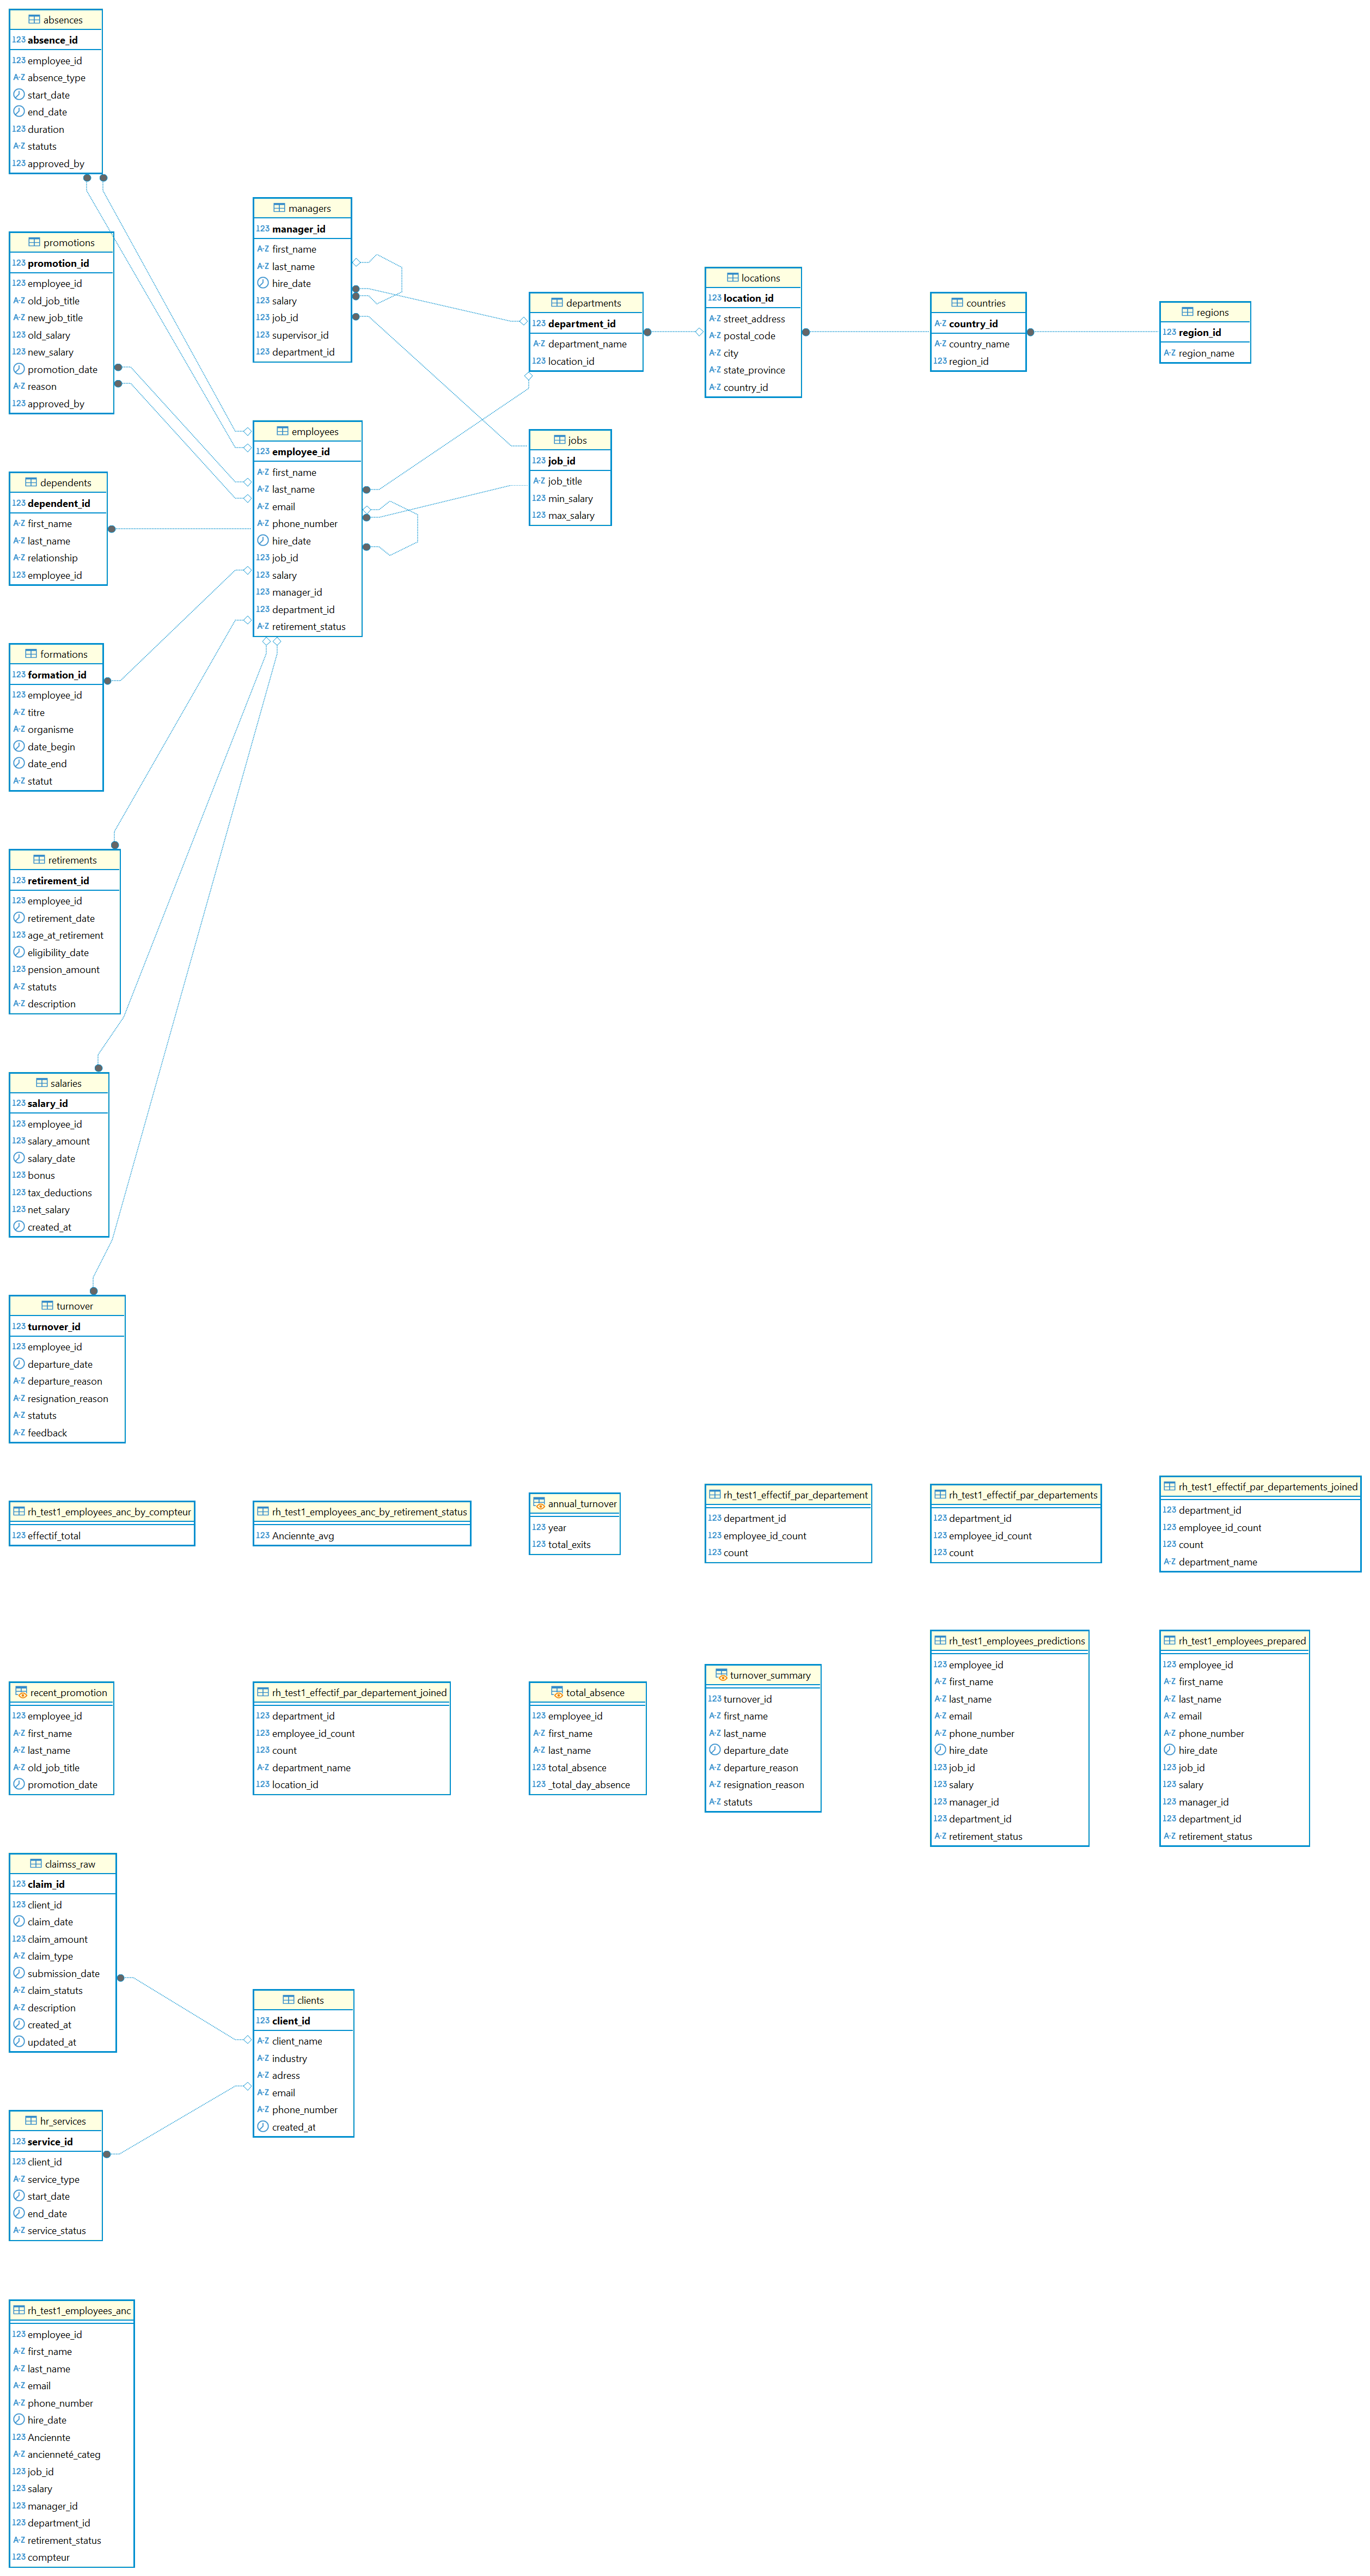 absences
123 absence_id
123 employee_id
A-Z absence_type
start_date
end_date
123 duration
A-Z statuts
123 approved_by
promotions
123 promotion_id
123 employee_id
A-Z old_job_title
A-Z new_job_title
123 old_salary
123 new_salary
promotion_date
A-Z reason
123 approved_by
dependents
123 dependent_id
A-Z first_name
A-Z last_name
A-Z relationship
123 employee_id
formations
123 formation_id
123 employee_id
A-Z titre
A-Z organisme
date_begin
date_end
A-Z statut
retirements
123 retirement_id
123 employee_id
retirement_date
123 age_at_retirement
eligibility_date
123 pension_amount
A-Z statuts
A-Z description
salaries
123 salary_id
123 employee_id
123 salary_amount
salary_date
123 bonus
123 tax_deductions
123 net_salary
created_at
turnover
123 turnover_id
123 employee_id
departure_date
A-Z departure_reason
A-Z resignation_reason
A-Z statuts
A-Z feedback
managers
123 manager_id
A-Z first_name
A-Z last_name
hire_date
123 salary
123 job_id
123 supervisor_id
123 department_id
employees
123 employee_id
A-Z first_name
A-Z last_name
A-Z email
A-Z phone_number
hire_date
123 job_id
123 salary
123 manager_id
123 department_id
A-Z retirement_status
departments
123 department_id
A-Z department_name
123 location_id
jobs
123 job_id
A-Z job_title
123 min_salary
123 max_salary
locations
123 location_id
A-Z street_address
A-Z postal_code
A-Z city
A-Z state_province
A-Z country_id
countries
A-Z country_id
A-Z country_name
123 region_id
regions
123 region_id
A-Z region_name
rh_test1_employees_anc_by_compteur
123 effectif_total
rh_test1_employees_anc_by_retirement_status
123 Anciennte_avg
annual_turnover
123 year
123 total_exits
rh_test1_effectif_par_departement
123 department_id
123 employee_id_count
123 count
rh_test1_effectif_par_departements
123 department_id
123 employee_id_count
123 count
rh_test1_effectif_par_departements_joined
123 department_id
123 employee_id_count
123 count
A-Z department_name
recent_promotion
123 employee_id
A-Z first_name
A-Z last_name
A-Z old_job_title
promotion_date
rh_test1_effectif_par_departement_joined
123 department_id
123 employee_id_count
123 count
A-Z department_name
123 location_id
total_absence
123 employee_id
A-Z first_name
A-Z last_name
123 total_absence
123 _total_day_absence
turnover_summary
123 turnover_id
A-Z first_name
A-Z last_name
departure_date
A-Z departure_reason
A-Z resignation_reason
A-Z statuts
rh_test1_employees_predictions
123 employee_id
A-Z first_name
A-Z last_name
A-Z email
A-Z phone_number
hire_date
123 job_id
123 salary
123 manager_id
123 department_id
A-Z retirement_status
rh_test1_employees_prepared
123 employee_id
A-Z first_name
A-Z last_name
A-Z email
A-Z phone_number
hire_date
123 job_id
123 salary
123 manager_id
123 department_id
A-Z retirement_status
claimss_raw
123 claim_id
123 client_id
claim_date
123 claim_amount
A-Z claim_type
submission_date
A-Z claim_statuts
A-Z description
created_at
updated_at
clients
123 client_id
A-Z client_name
A-Z industry
A-Z adress
A-Z email
A-Z phone_number
created_at
hr_services
123 service_id
123 client_id
A-Z service_type
start_date
end_date
A-Z service_status
rh_test1_employees_anc
123 employee_id
A-Z first_name
A-Z last_name
A-Z email
A-Z phone_number
hire_date
123 Anciennte
A-Z ancienneté_categ
123 job_id
123 salary
123 manager_id
123 department_id
A-Z retirement_status
123 compteur